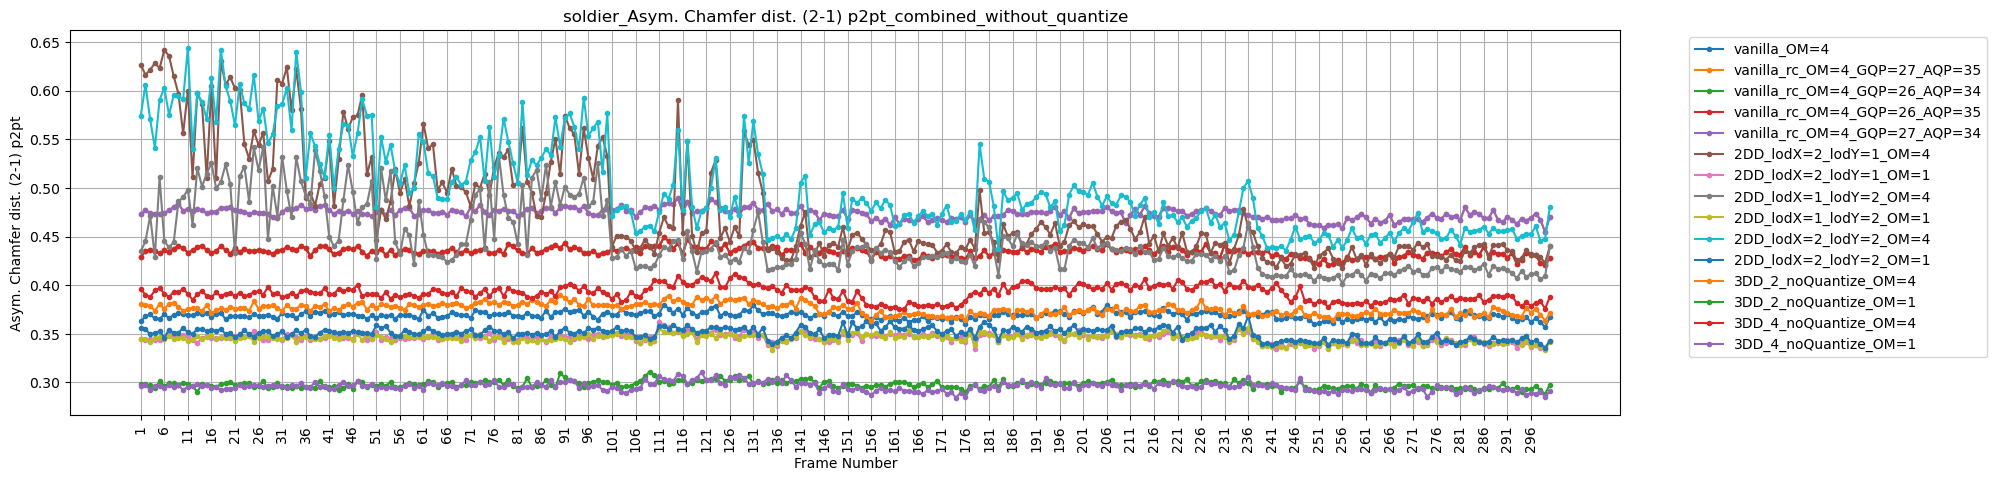 soldier_Asym. Chamfer dist. (2-1) p2pt_combined_without_quantize
Asym. Chamfer dist. (2-1) p2pt
0.65
0.60
0.55
0.50
0.45
0.40
0.35
0.30
1 6 11 16 21 26 31 36 41 46 51 56 61 66 71 76 81 86 91 96 101 106 111 116 121 126 131 136 141 146 151 156 161 166 171 176 181 186 191 196 201 206 211 216 221 226 231 236 241 246 251 256 261 266 271 276 281 286 291 296
Frame Number
vanilla_OM=4
vanilla_rc_OM=4_GQP=27_AQP=35
vanilla_rc_OM=4_GQP=26_AQP=34
vanilla_rc_OM=4_GQP=26_AQP=35
vanilla_rc_OM=4_GQP=27_AQP=34
2DD_lodX=2_lodY=1_OM=4
2DD_lodX=2_lodY=1_OM=1
2DD_lodX=1_lodY=2_OM=4
2DD_lodX=1_lodY=2_OM=1
2DD_lodX=2_lodY=2_OM=4
2DD_lodX=2_lodY=2_OM=1
3DD_2_noQuantize_OM=4
3DD_2_noQuantize_OM=1
3DD_4_noQuantize_OM=4
3DD_4_noQuantize_OM=1